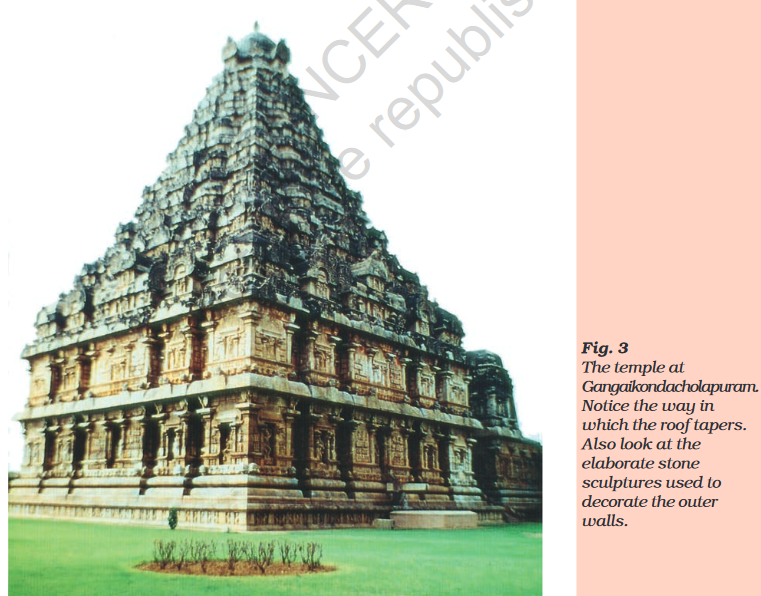 NCER
e republis
Fig. 3
The temple at
Gangaikondacholapuram.
Notice the way in
which the roof tapers.
Also look at the
elaborate stone
sculptures used to
decorate the outer
walls.